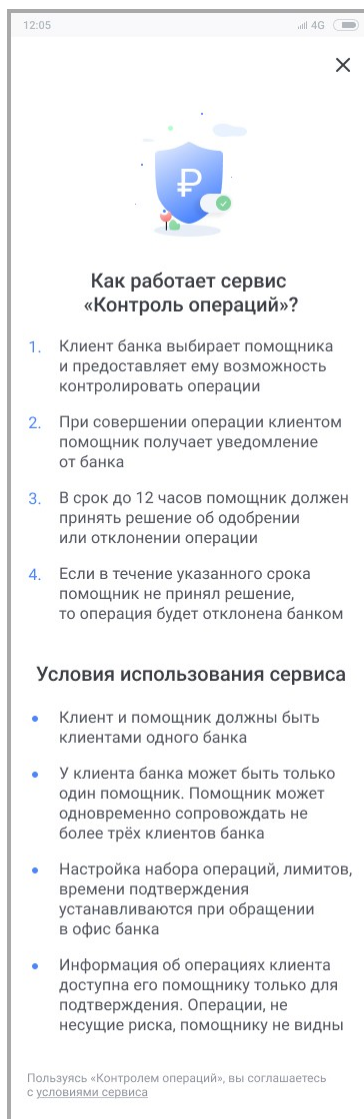 12:05
4G
₽
Как работает сервис
«Контроль операций»?
1. Клиент банка выбирает помощника
и предоставляет ему возможность
контролировать операции
2. При совершении операции клиентом
помощник получает уведомление
от банка
3. В срок до 12 часов помощник должен
принять решение об одобрении
или отклонении операции
4. Если в течение указанного срока
помощник не принял решение,
то операция будет отклонена банком
Условия использования сервиса
• Клиент и помощник должны быть
клиентами одного банка
• У клиента банка может быть только
один помощник. Помощник может
одновременно сопровождать не
более трёх клиентов банка
• Настройка набора операций, лимитов,
времени подтверждения
устанавливаются при обращении
в офис банка
• Информация об операциях клиента
доступна его помощнику только для
подтверждения. Операции, не
несущие риска, помощнику не видны
Пользуясь «Контролем операций», вы соглашаетесь
с условиями сервиса